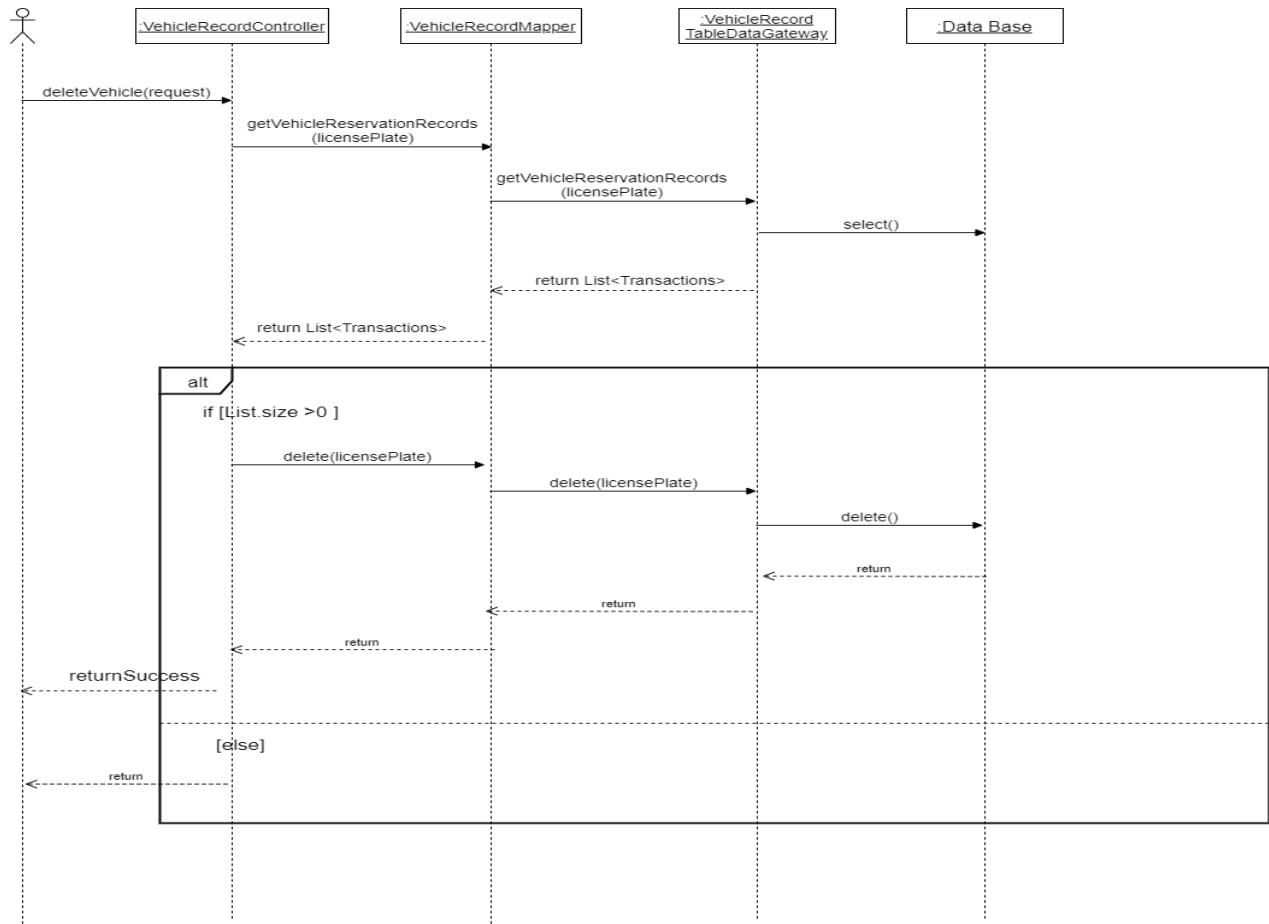 :VehicleRecordController
:VehicleRecordMapper
:VehicleRecord
TableDataGateway
:Data Base
deleteVehicle(request)
getVehicleReservationRecords
(licensePlate)
getVehicleReservationRecords
(licensePlate)
select()
return List<Transactions>
return List<Transactions>
alt
if [List.size >0 ]
delete(licensePlate)
delete(licensePlate)
delete()
return
return
return
returnSuccess
[else]
return